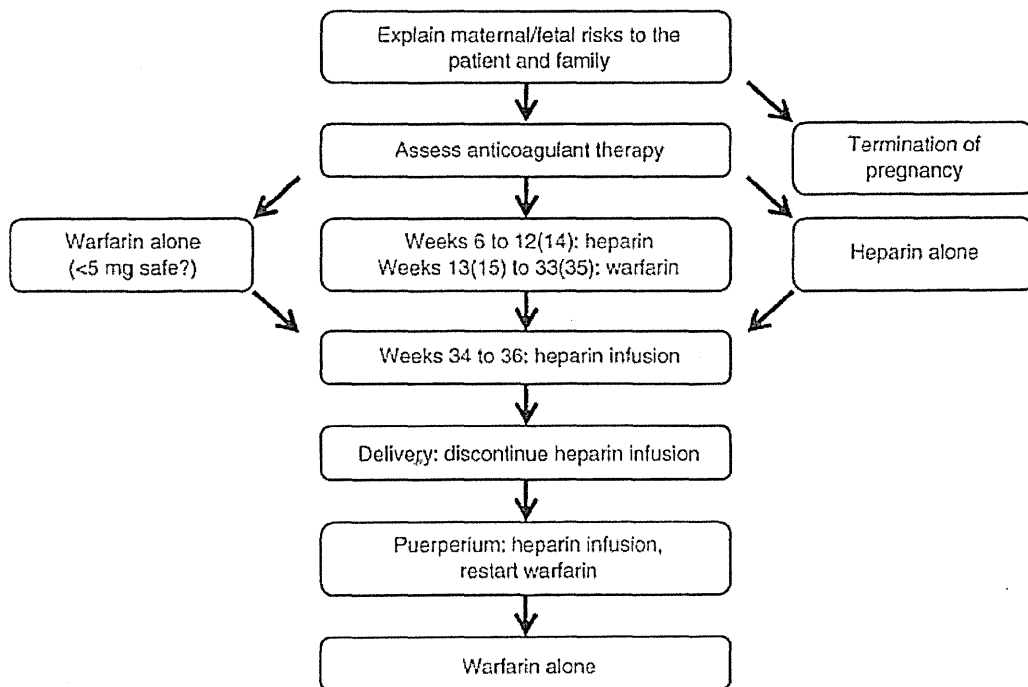 Explain maternal/fetal risks to the
patient and family
Termination of
pregnancy
Assess anticoagulant therapy
Warfarin alone
(<5 mg safe?)
Weeks 6 to 12(14): heparin
Weeks 13(15) to 33(35): warfarin
Heparin alone
Weeks 34 to 36: heparin infusion
Delivery: discontinue heparin infusion
Puerperium: heparin infusion,
restart warfarin
Warfarin alone